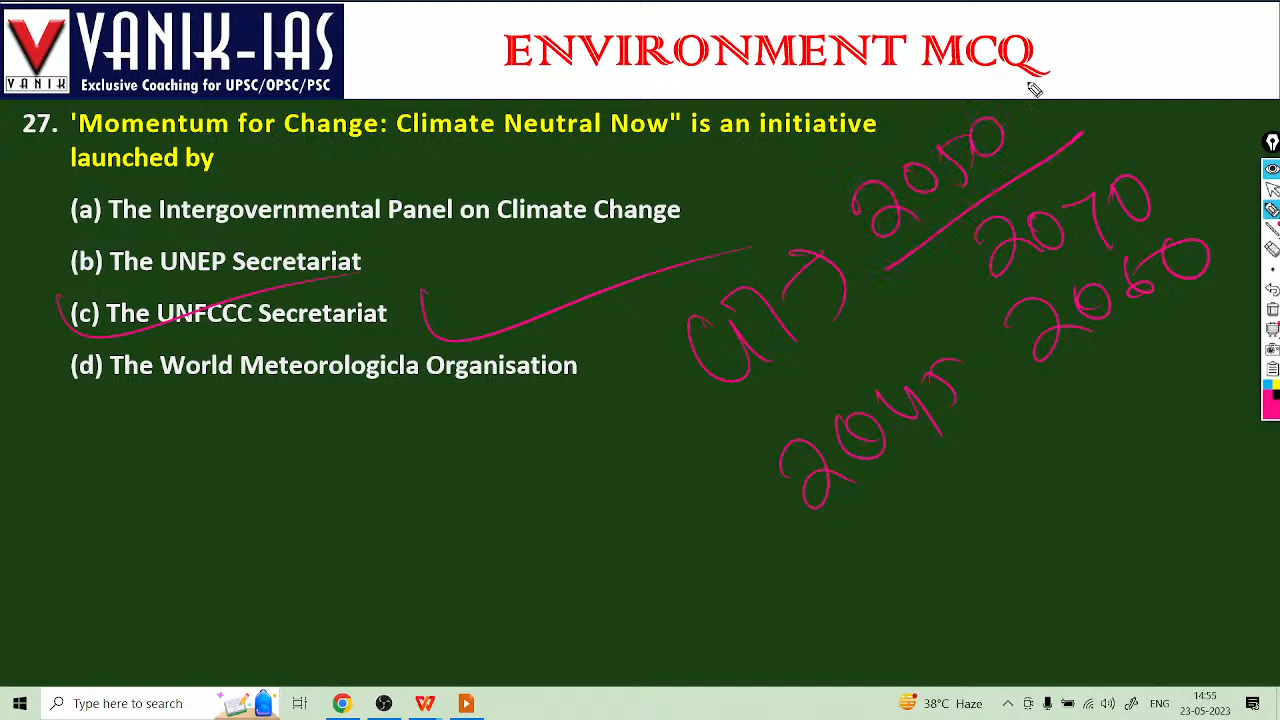 VANIK-IAS
VANIK
Exclusive Coaching for UPSC/OPSC/PSC
ENVIRONMENT MCQ
27. 'Momentum for Change: Climate Neutral Now" is an initiative
launched by
(a) The Intergovernmental Panel on Climate Change
(b) The UNEP Secretariat
(c) The UNFCCC Secretariat
(d) The World Meteorologicla Organisation
2050
2070
2060
2045
Type here to search
38°C Haze
ENG
14:55
23-05-2023